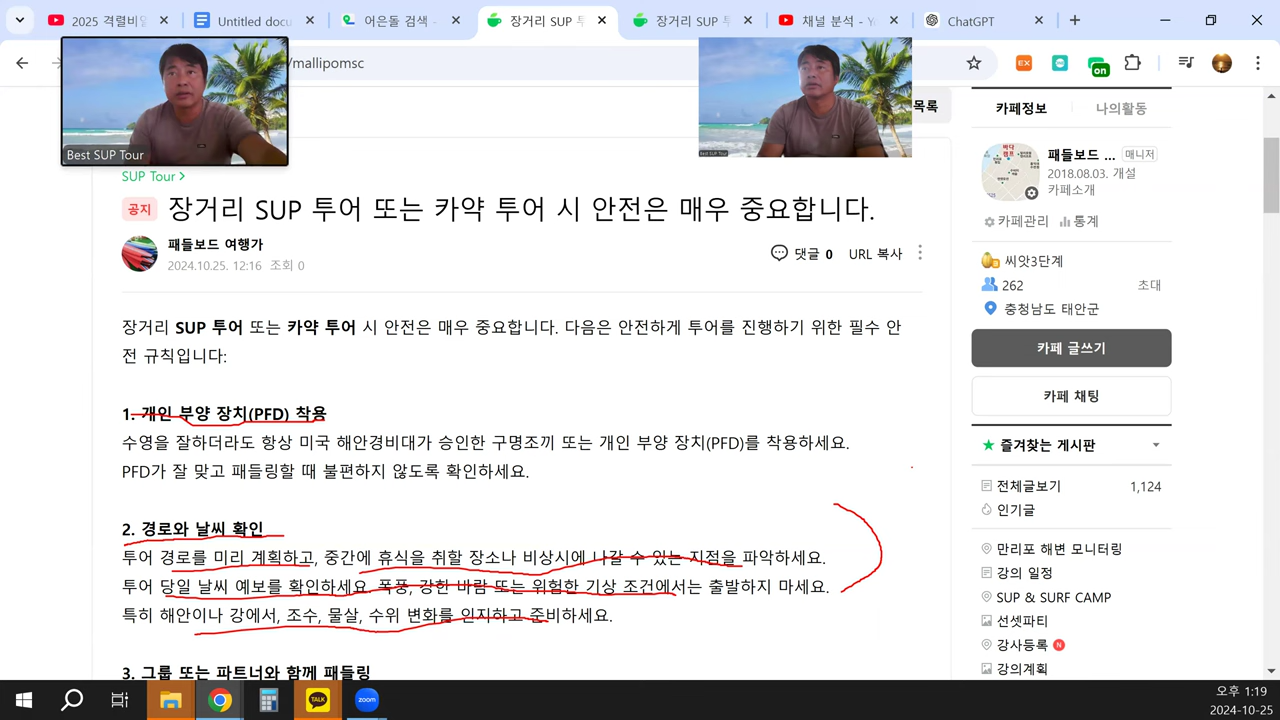 2025 격렬비열
Untitled docu
어은돌 검색 -
장거리 SUP 투
장거리 SUP 투
채널 분석 - Yo
ChatGPT
/mallipomsc
on
Best SUP Tour
목록
SUP Tour >
공지 장거리 SUP 투어 또는 카약 투어 시 안전은 매우 중요합니다.
패들보드 여행가
2024.10.25. 12:16 조회 0
댓글 0 URL 복사
장거리 SUP 투어 또는 카약 투어 시 안전은 매우 중요합니다. 다음은 안전하게 투어를 진행하기 위한 필수 안
전 규칙입니다:
1. 개인 부양 장치(PFD) 착용
수영을 잘하더라도 항상 미국 해안경비대가 승인한 구명조끼 또는 개인 부양 장치(PFD)를 착용하세요.
PFD가 잘 맞고 패들링할 때 불편하지 않도록 확인하세요.
2. 경로와 날씨 확인
투어 경로를 미리 계획하고, 중간에 휴식을 취할 장소나 비상시에 나갈 수 있는 지점을 파악하세요.
투어 당일 날씨 예보를 확인하세요. 폭풍, 강한 바람 또는 위험한 기상 조건에서는 출발하지 마세요.
특히 해안이나 강에서, 조수, 물살, 수위 변화를 인지하고 준비하세요.
3. 그룹 또는 파트너와 함께 패들링
카페정보 나의활동
패들보드 ... 매니저
2018.08.03. 개설
카페소개
카페관리 통계
씨앗3단계
262 초대
충청남도 태안군
카페 글쓰기
카페 채팅
즐겨찾는 게시판
전체글보기 1,124
인기글
만리포 해변 모니터링
강의 일정
SUP & SURF CAMP
선셋파티
강사등록 N
강의계획
TALK
zoom
오후 1:19
2024-10-25